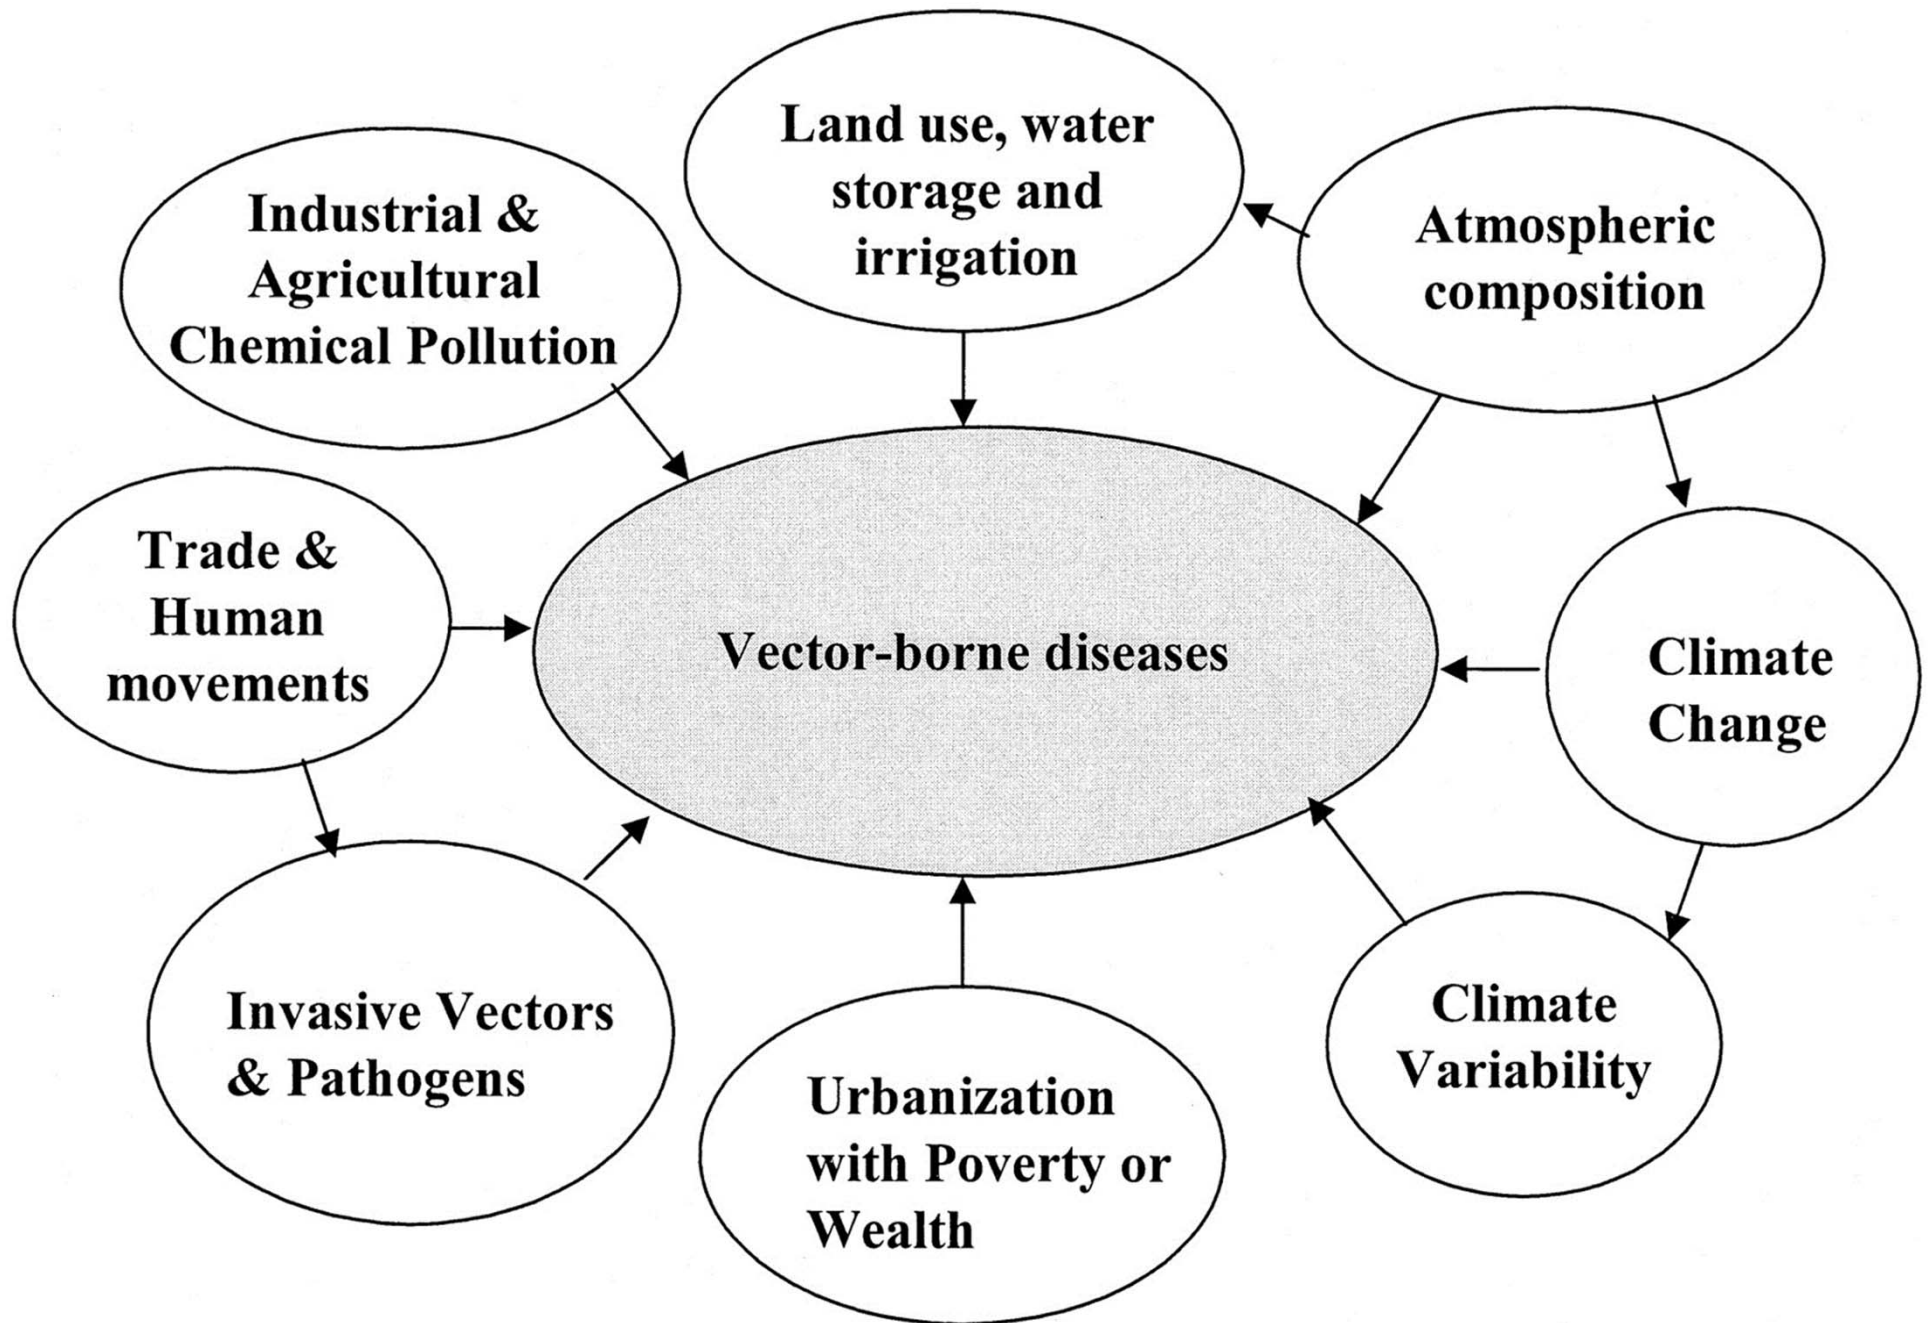 Land use, water
storage and
irrigation
Industrial &
Agricultural
Chemical Pollution
Atmospheric
composition
Trade &
Human
movements
Vector-borne diseases
Climate
Change
Invasive Vectors
& Pathogens
Urbanization
with Poverty or
Wealth
Climate
Variability